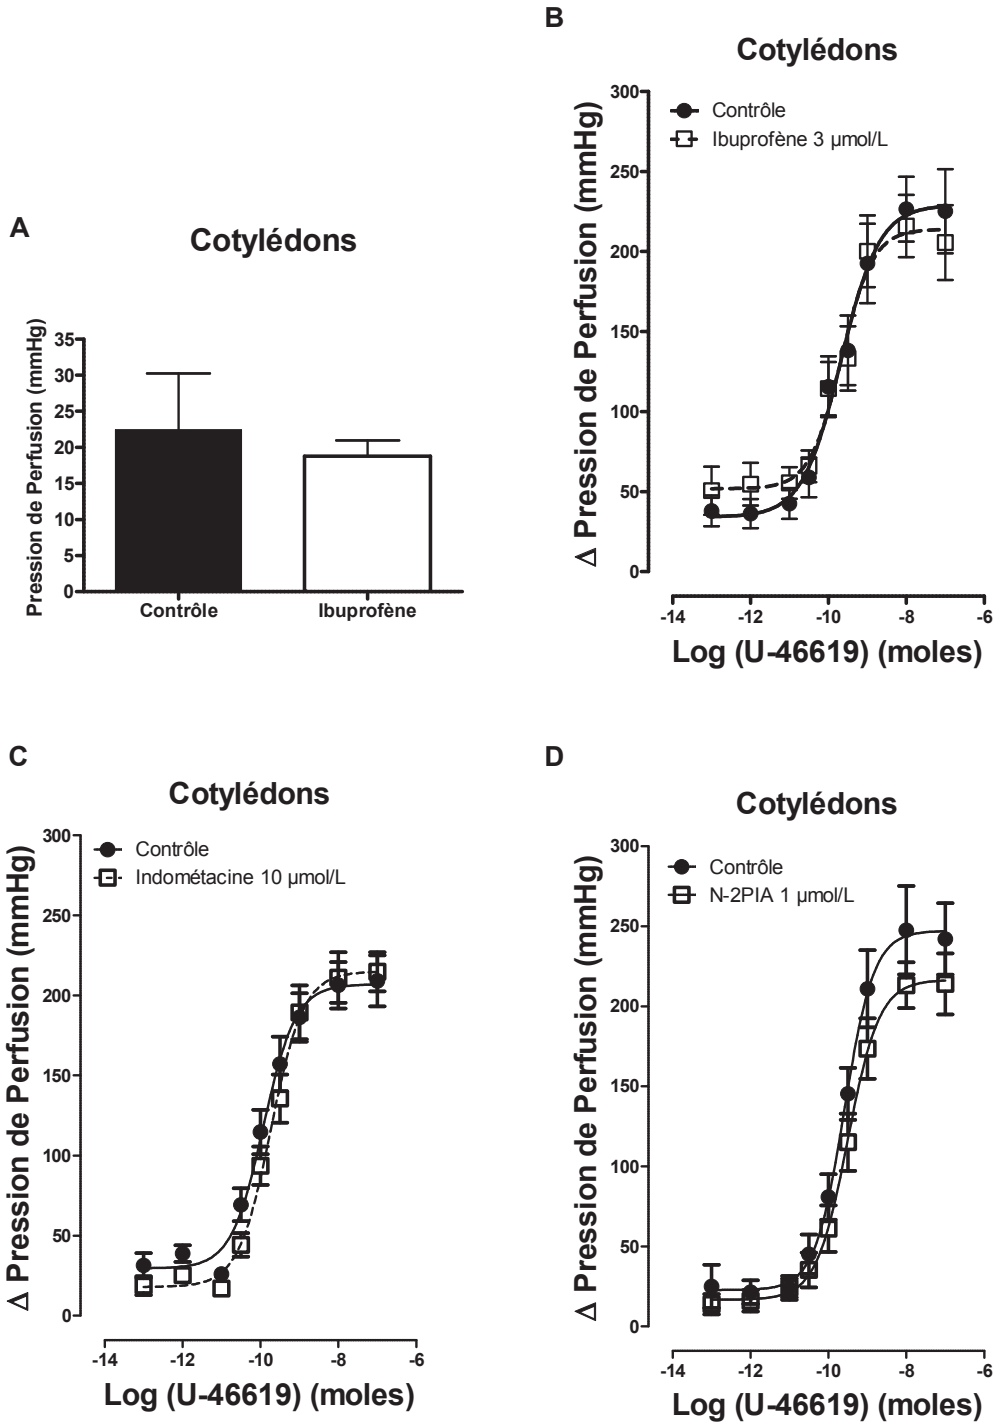 A
Cotylédons
Pression de Perfusion (mmHg)
35
30
25
20
15
10
5
0
Contrôle
Ibuprofène
B
Cotylédons
Δ Pression de Perfusion (mmHg)
300
250
200
150
100
50
0
Contrôle
Ibuprofène 3 µmol/L
-14
-12
-10
-8
-6
Log (U-46619) (moles)
C
Cotylédons
Δ Pression de Perfusion (mmHg)
300
250
200
150
100
50
0
Contrôle
Indométacine 10 µmol/L
-14
-12
-10
-8
-6
Log (U-46619) (moles)
D
Cotylédons
Δ Pression de Perfusion (mmHg)
300
250
200
150
100
50
0
Contrôle
N-2PIA 1 µmol/L
-14
-12
-10
-8
-6
Log (U-46619) (moles)